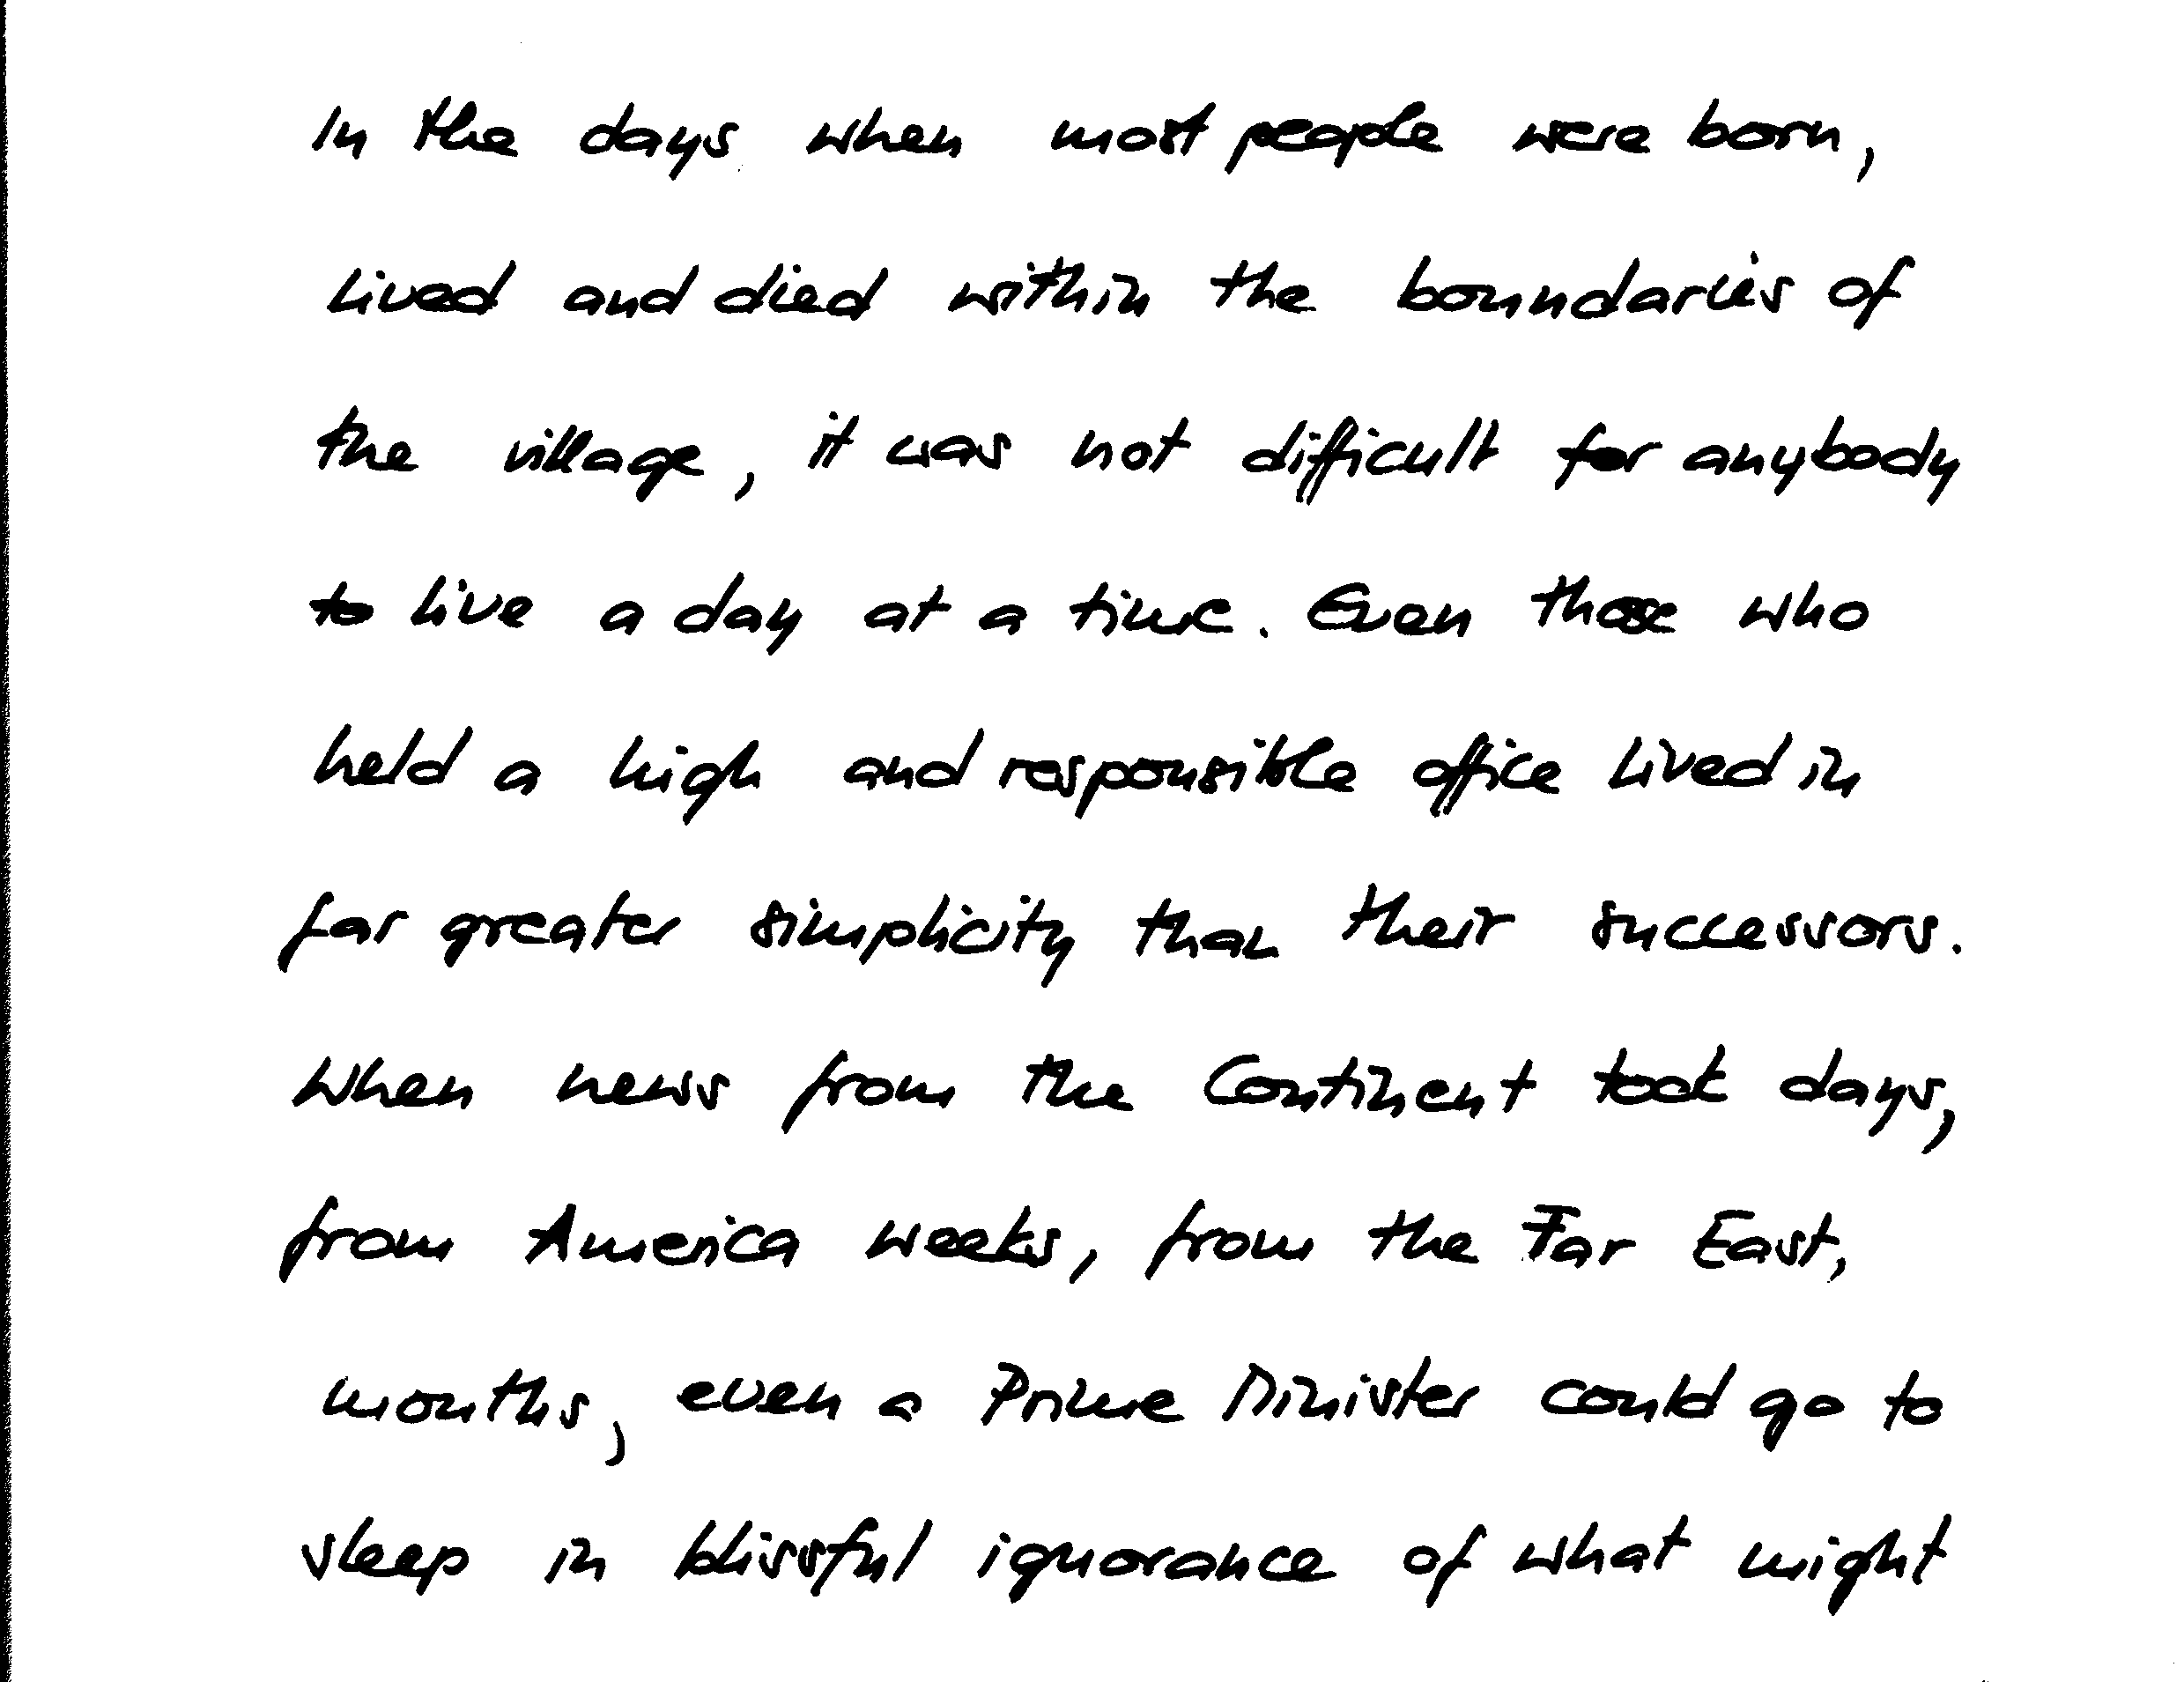 In the days when most people were born,
lived and died within the boundaries of
the village, it was not difficult for anybody
to live a day at a time. Even those who
held a high and responsible office lived in
far greater simplicity than their successors.
When news from the Continent took days,
from America weeks, from the Far East,
months, even a Prime Minister could go to
sleep in blissful ignorance of what might